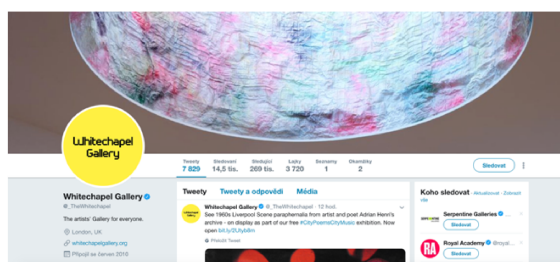 Whitechapel
Gallery
Tweety Sledovaní Sledující Lajky Seznamy Okamžiky
7 829 14,5 tis. 269 tis. 3 720 1 2
Sledovat
Whitechapel Gallery
@_TheWhitechapel
The artists' Gallery for everyone.
London, UK
whitechapelgallery.org
Připojil se červen 2010
Tweety Tweety a odpovědi Média
Whitechapel Gallery @_TheWhitechapel · 12 hod.
See 1960s Liverpool Scene paraphernalia from artist and poet Adrian Henri's
archive - on display as part of our free #CityPoemsCityMusic exhibition. Now
open
Přeložit Tweet
Koho sledovat · Aktualizovat · Zobrazit
vše
Serpentine Galleries
Sledovat
RA
Royal Academy @royal...
Sledovat